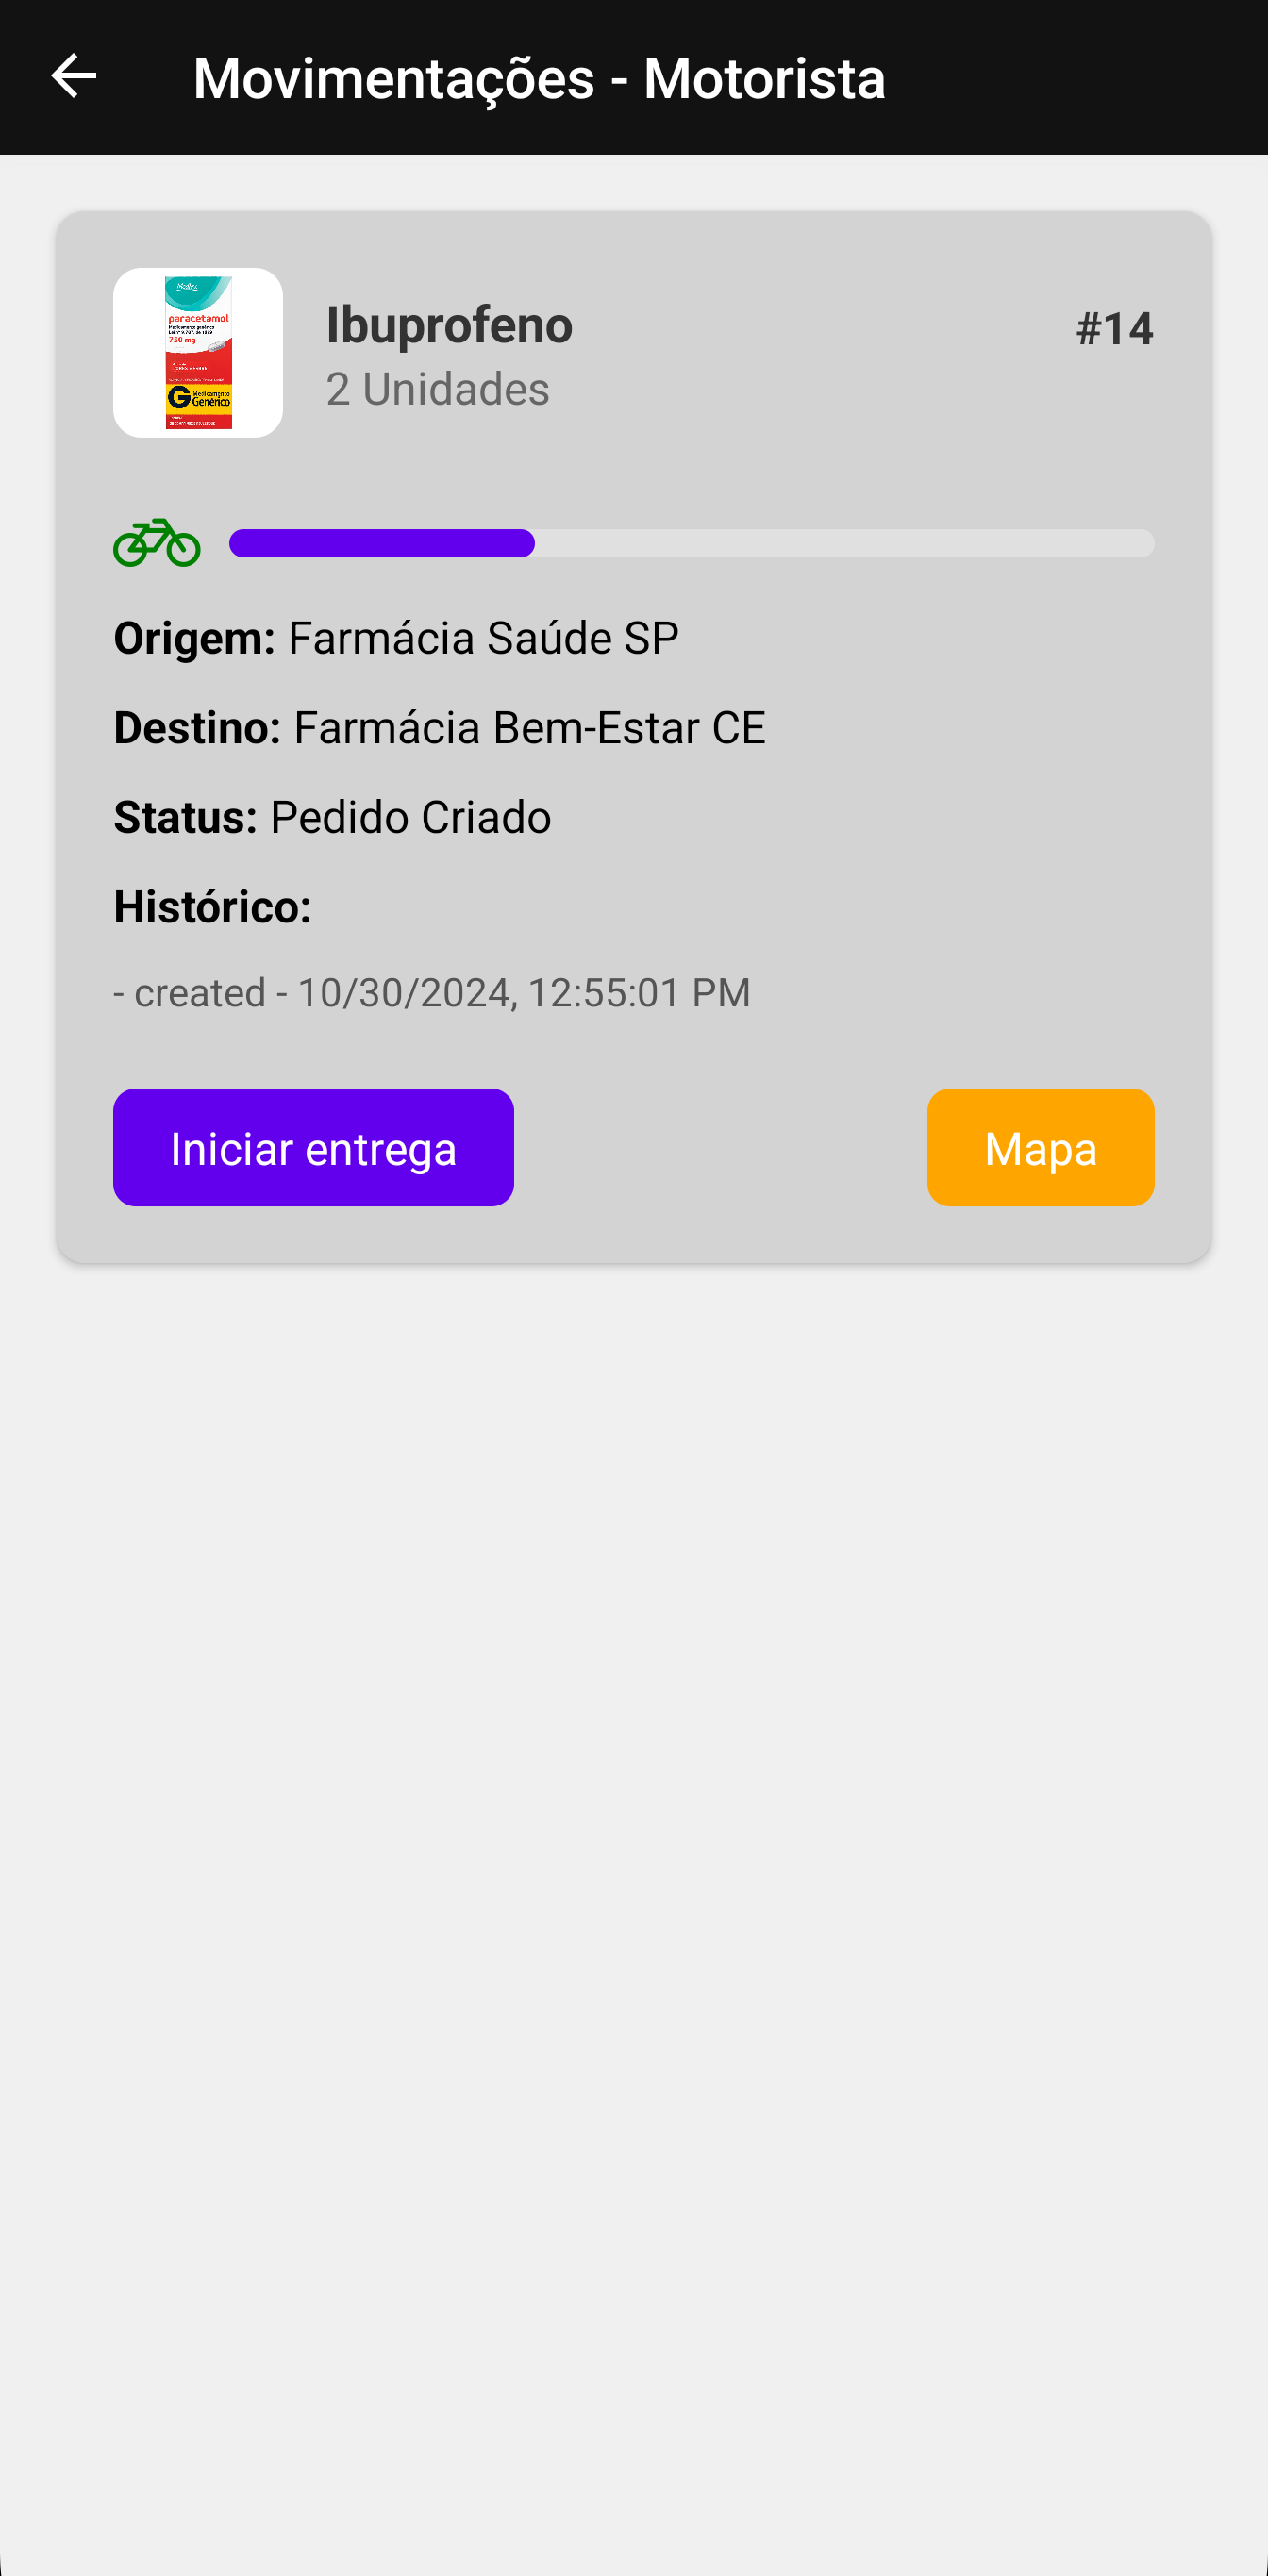 Movimentações - Motorista
paracetamol
750 mg
G Medicamento
Genérico
Ibuprofeno
2 Unidades
#14
Origem: Farmácia Saúde SP
Destino: Farmácia Bem-Estar CE
Status: Pedido Criado
Histórico:
- created - 10/30/2024, 12:55:01 PM
Iniciar entrega
Mapa